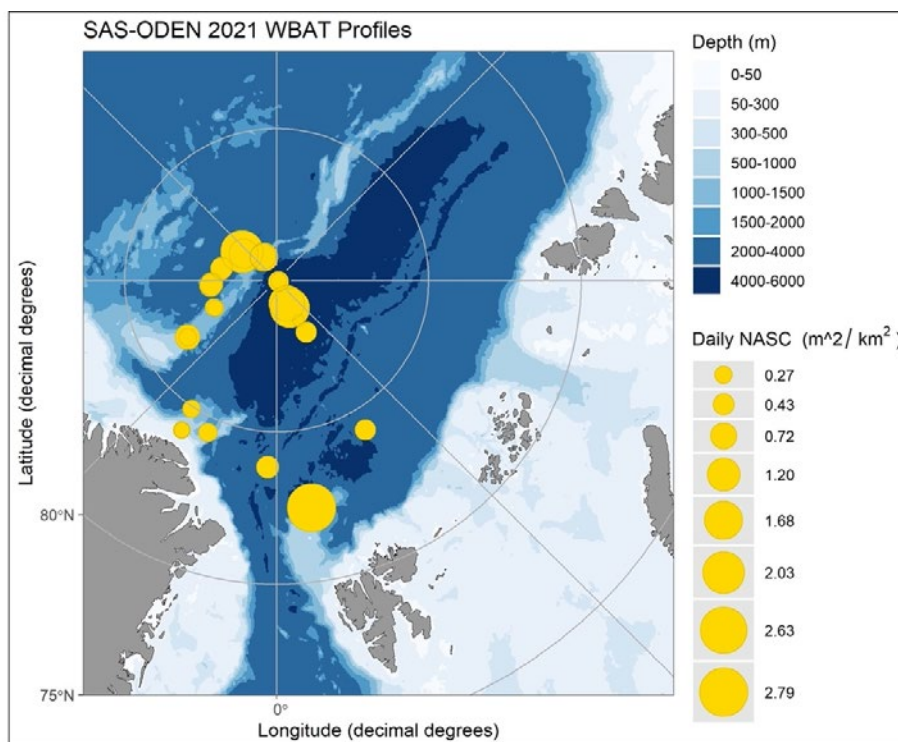 SAS-ODEN 2021 WBAT Profiles
Depth (m)
0-50
50-300
300-500
500-1000
1000-1500
1500-2000
2000-4000
4000-6000
Daily NASC (m^2/ km²)
0.27
0.43
0.72
1.20
1.68
2.03
2.63
2.79
Latitude (decimal degrees)
80°N
75°N
0°
Longitude (decimal degrees)